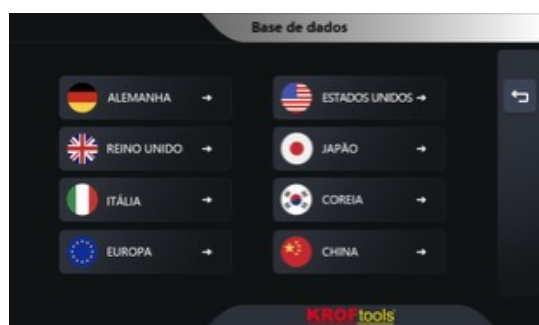 Base de dados
ALEMANHA
ESTADOS UNIDOS
REINO UNIDO
JAPÃO
ITÁLIA
COREIA
EUROPA
CHINA
KROFtools